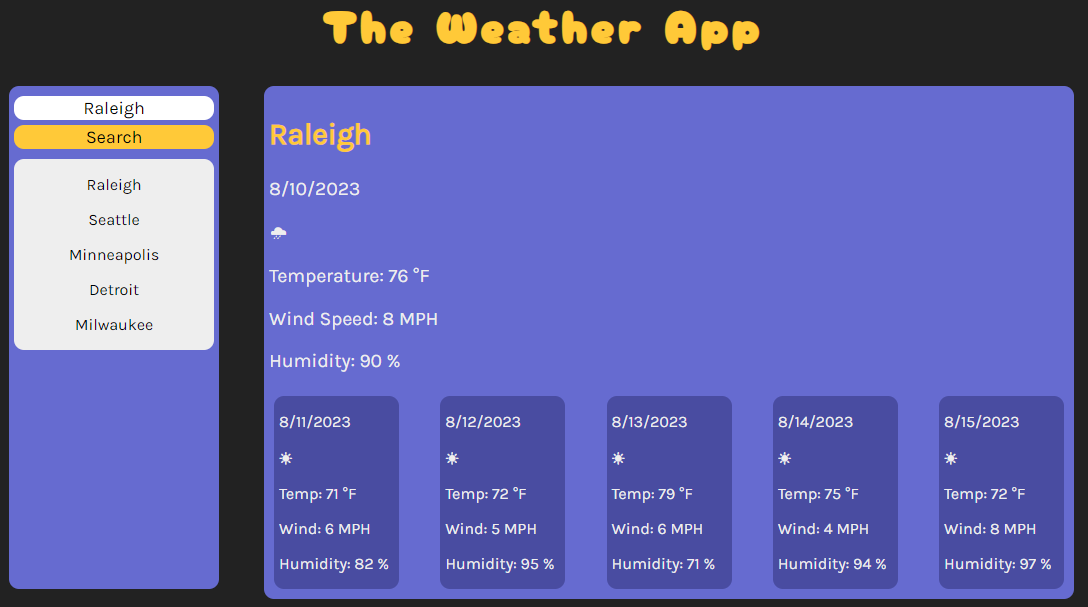 The Weather App
Raleigh
Search
Raleigh
Seattle
Minneapolis
Detroit
Milwaukee
Raleigh
8/10/2023
Temperature: 76 °F
Wind Speed: 8 MPH
Humidity: 90 %
8/11/2023
Temp: 71 °F
Wind: 6 MPH
Humidity: 82 %
8/12/2023
Temp: 72 °F
Wind: 5 MPH
Humidity: 95 %
8/13/2023
Temp: 79 °F
Wind: 6 MPH
Humidity: 71 %
8/14/2023
Temp: 75 °F
Wind: 4 MPH
Humidity: 94 %
8/15/2023
Temp: 72 °F
Wind: 8 MPH
Humidity: 97 %